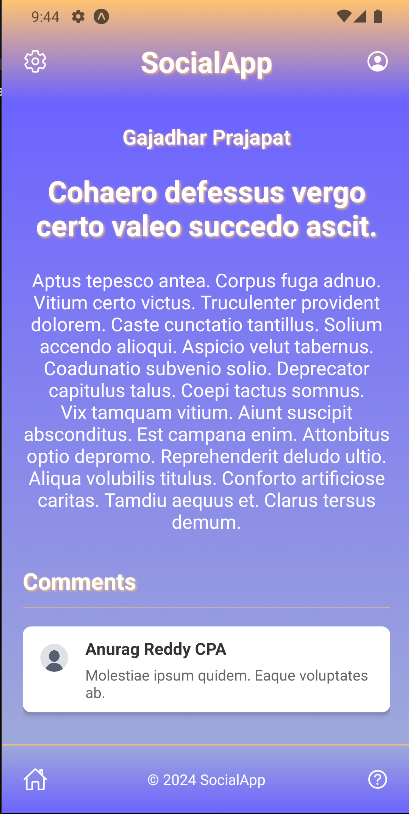 9:44
SocialApp
Gajadhar Prajapat
Cohaero defessus vergo
certo valeo succedo ascit.
Aptus tepesco antea. Corpus fuga adnuo.
Vitium certo victus. Truculenter provident
dolorem. Caste cunctatio tantillus. Solium
accendo alioqui. Aspicio velut tabernus.
Coadunatio subvenio solio. Deprecator
capitulus talus. Coepi tactus somnus.
Vix tamquam vitium. Aiunt suscipit
absconditus. Est campana enim. Attonbitus
optio depromo. Reprehenderit deludo ultio.
Aliqua volubilis titulus. Conforto artificiose
caritas. Tamdiu aequus et. Clarus tersus
demum.
Comments
Anurag Reddy CPA
Molestiae ipsum quidem. Eaque voluptates
ab.
© 2024 SocialApp